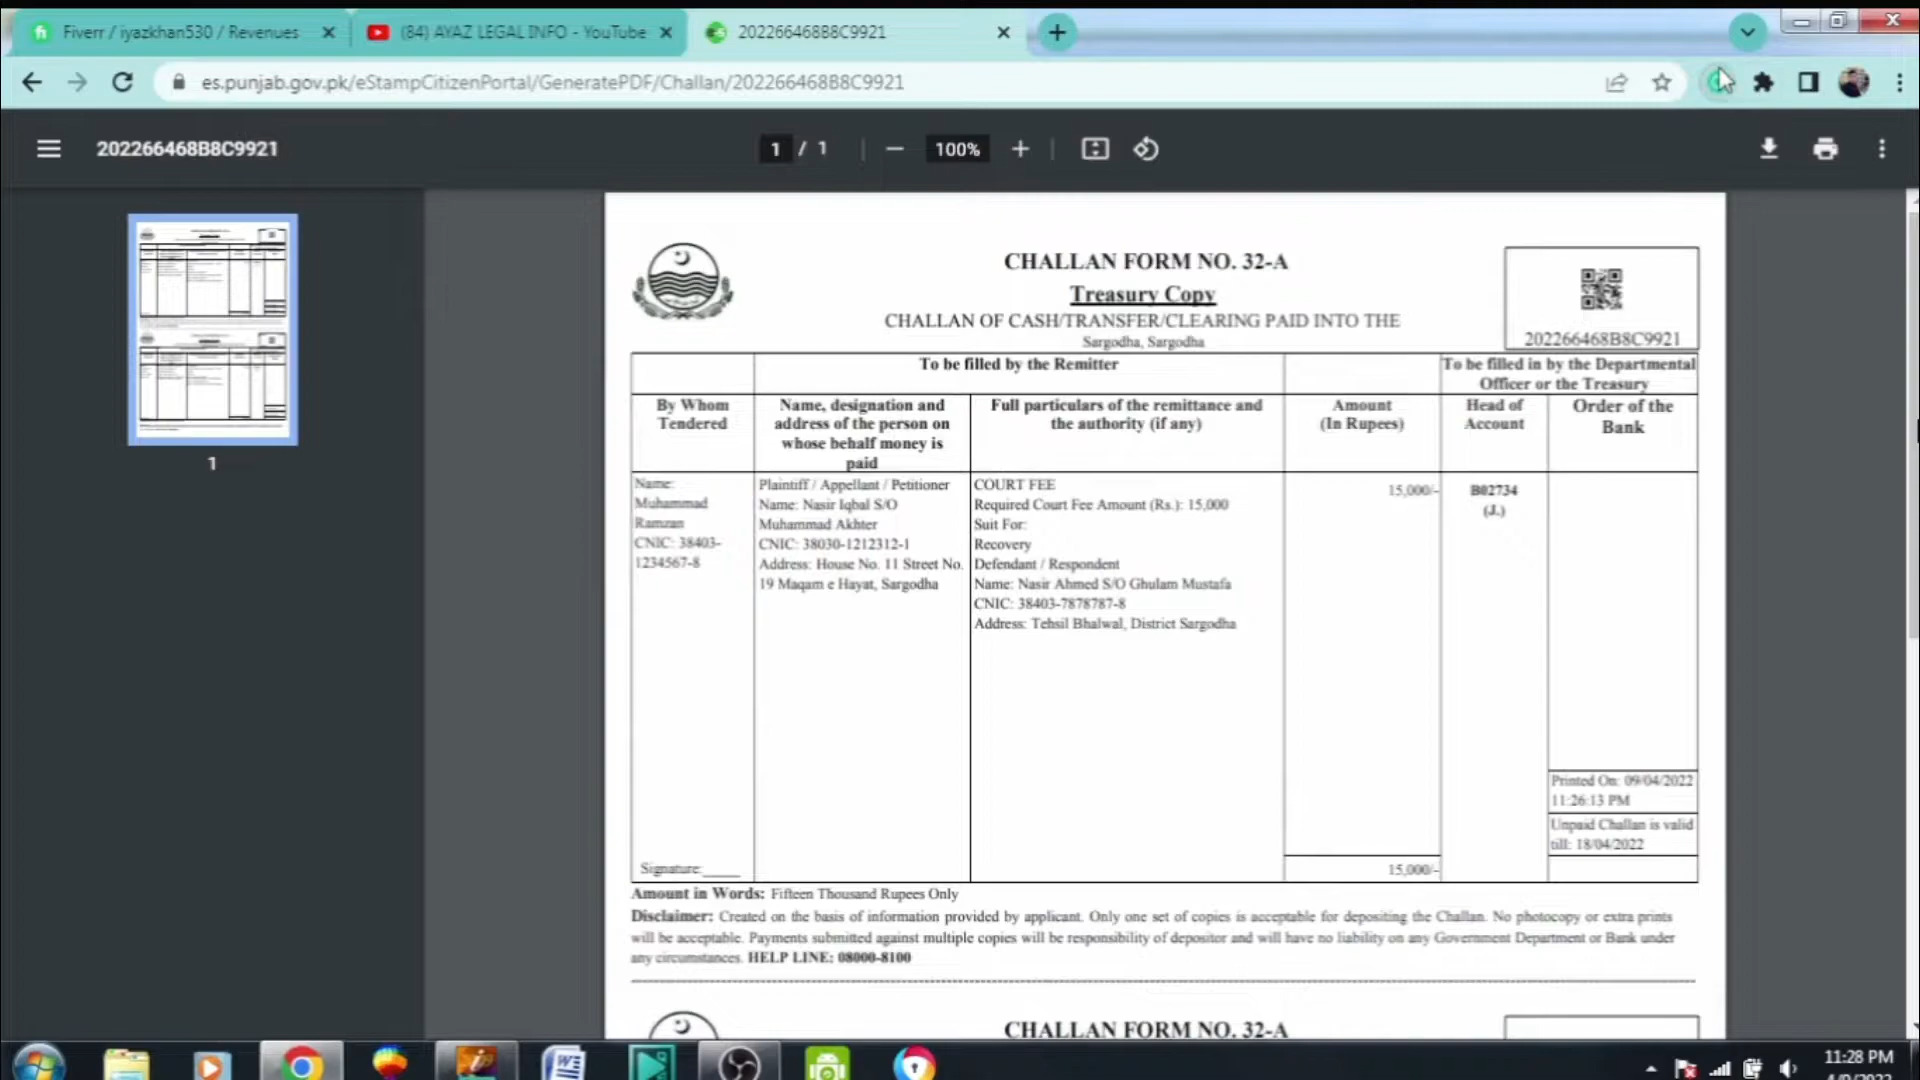 Fiverr / iyazkhan530 / Revenues
(84) AYAZ LEGAL INFO - YouTube
202266468B8C9921
es.punjab.gov.pk/eStampCitizenPortal/GeneratePDF/Challan/202266468B8C9921
202266468B8C9921
1 / 1
100%
1
CHALLAN FORM NO. 32-A
Treasury Copy
CHALLAN OF CASH/TRANSFER/CLEARING PAID INTO THE
Sargodha, Sargodha
202266468B8C9921
To be filled by the Remitter
To be filled in by the Departmental
Officer or the Treasury
By Whom
Tendered
Name, designation and
address of the person on
whose behalf money is
paid
Full particulars of the remittance and
the authority (if any)
Amount
(In Rupees)
Head of
Account
Order of the
Bank
Name:
Muhammad
Ramzan
CNIC: 38403-
1234567-8
Signature:_____
Plaintiff / Appellant / Petitioner
Name: Nasir Iqbal S/O
Muhammad Akhter
CNIC: 38030-1212312-1
Address: House No. 11 Street No.
19 Maqam e Hayat, Sargodha
COURT FEE
Required Court Fee Amount (Rs.): 15,000
Suit For:
Recovery
Defendant / Respondent
Name: Nasir Ahmed S/O Ghulam Mustafa
CNIC: 38403-7878787-8
Address: Tehsil Bhalwal, District Sargodha
15,000/-
15,000/-
B02734
(J.)
Printed On: 09/04/2022
11:26:13 PM
Unpaid Challan is valid
till: 18/04/2022
Amount in Words: Fifteen Thousand Rupees Only
Disclaimer: Created on the basis of information provided by applicant. Only one set of copies is acceptable for depositing the Challan. No photocopy or extra prints
will be acceptable. Payments submitted against multiple copies will be responsibility of depositor and will have no liability on any Government Department or Bank under
any circumstances. HELP LINE: 08000-8100
CHALLAN FORM NO. 32-A
11:28 PM